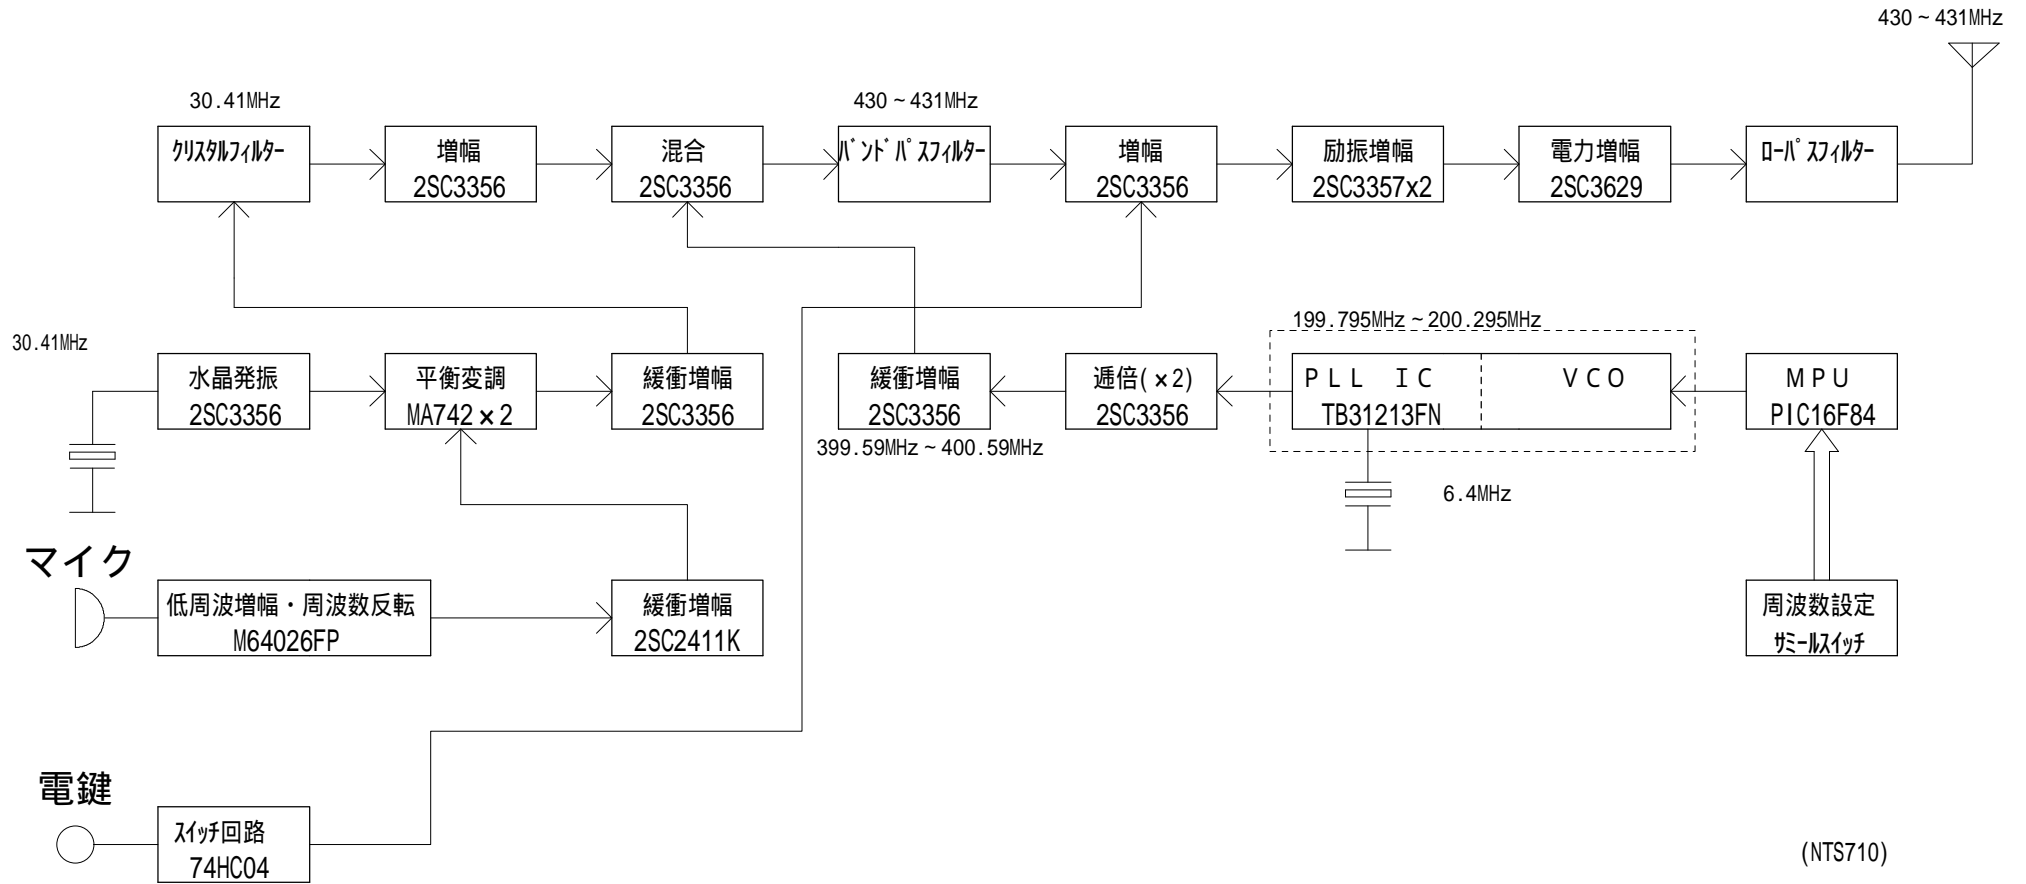 430～431MHz
30.41MHz
430～431MHz
ｸﾘｽﾀﾙﾌｨﾙﾀｰ
増幅
2SC3356
混合
2SC3356
ﾊﾞﾝﾄﾞﾊﾟｽﾌｨﾙﾀｰ
増幅
2SC3356
励振増幅
2SC3357x2
電力増幅
2SC3629
ﾛｰﾊﾟｽﾌｨﾙﾀｰ
199.795MHz～200.295MHz
30.41MHz
水晶発振
2SC3356
平衡変調
MA742×2
緩衝増幅
2SC3356
緩衝増幅
2SC3356
399.59MHz～400.59MHz
逓倍(×2)
2SC3356
ＰＬＬ　ＩＣ
TB31213FN
ＶＣＯ
ＭＰＵ
PIC16F84
6.4MHz
マイク
低周波増幅・周波数反転
M64026FP
緩衝増幅
2SC2411K
周波数設定
ｻﾐｰﾙｽｲｯﾁ
電鍵
ｽｲｯﾁ回路
74HC04
(NTS710)